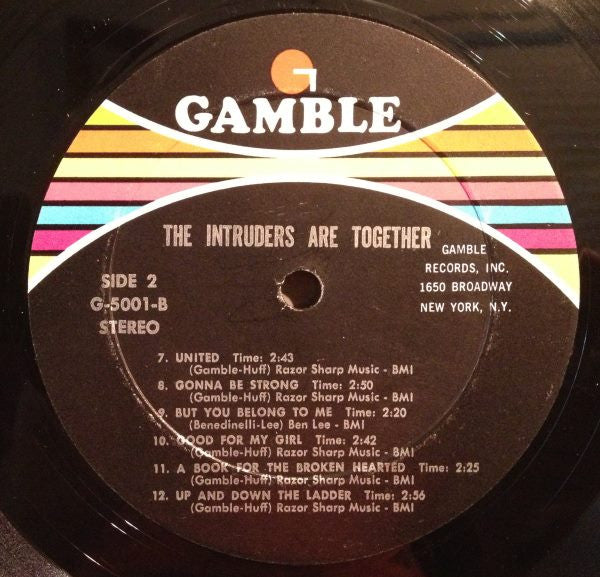 GAMBLE
THE INTRUDERS ARE TOGETHER
GAMBLE
RECORDS, INC.
1650 BROADWAY
NEW YORK, N.Y.
SIDE 2
G-5001-B
STEREO
7. UNITED Time: 2:43
(Gamble-Huff) Razor Sharp Music - BMI
8. GONNA BE STRONG Time: 2:50
(Gamble-Huff) Razor Sharp Music - BMI
9. BUT YOU BELONG TO ME Time: 2:20
(Benedinelli-Lee) Ben Lee - BMI
10. GOOD FOR MY GIRL Time: 2:42
(Gamble-Huff) Razor Sharp Music - BMI
11. A BOOK FOR THE BROKEN HEARTED Time: 2:25
(Gamble-Huff) Razor Sharp Music - BMI
12. UP AND DOWN THE LADDER Time: 2:56
(Gamble-Huff) Razor Sharp Music - BMI